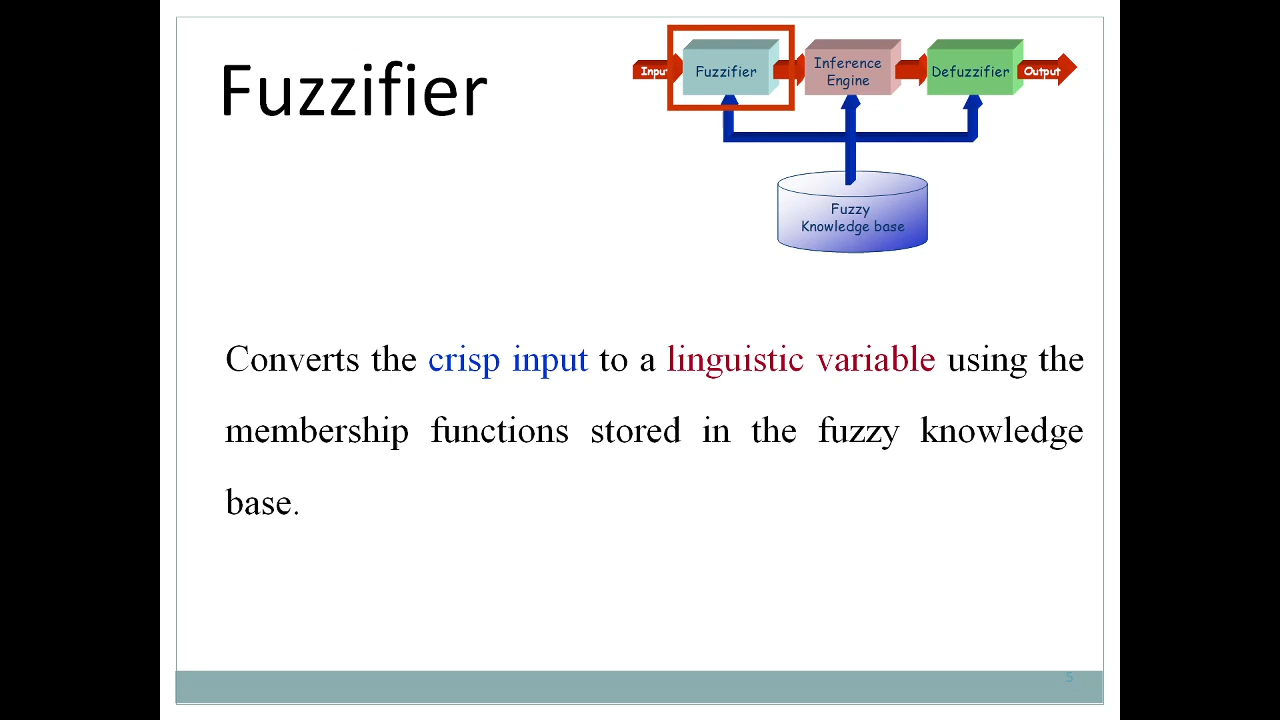 Fuzzifier
Input
Fuzzifier
Inference
Engine
Defuzzifier
Output
Fuzzy
Knowledge base
Converts the crisp input to a linguistic variable using the
membership functions stored in the fuzzy knowledge
base.
5